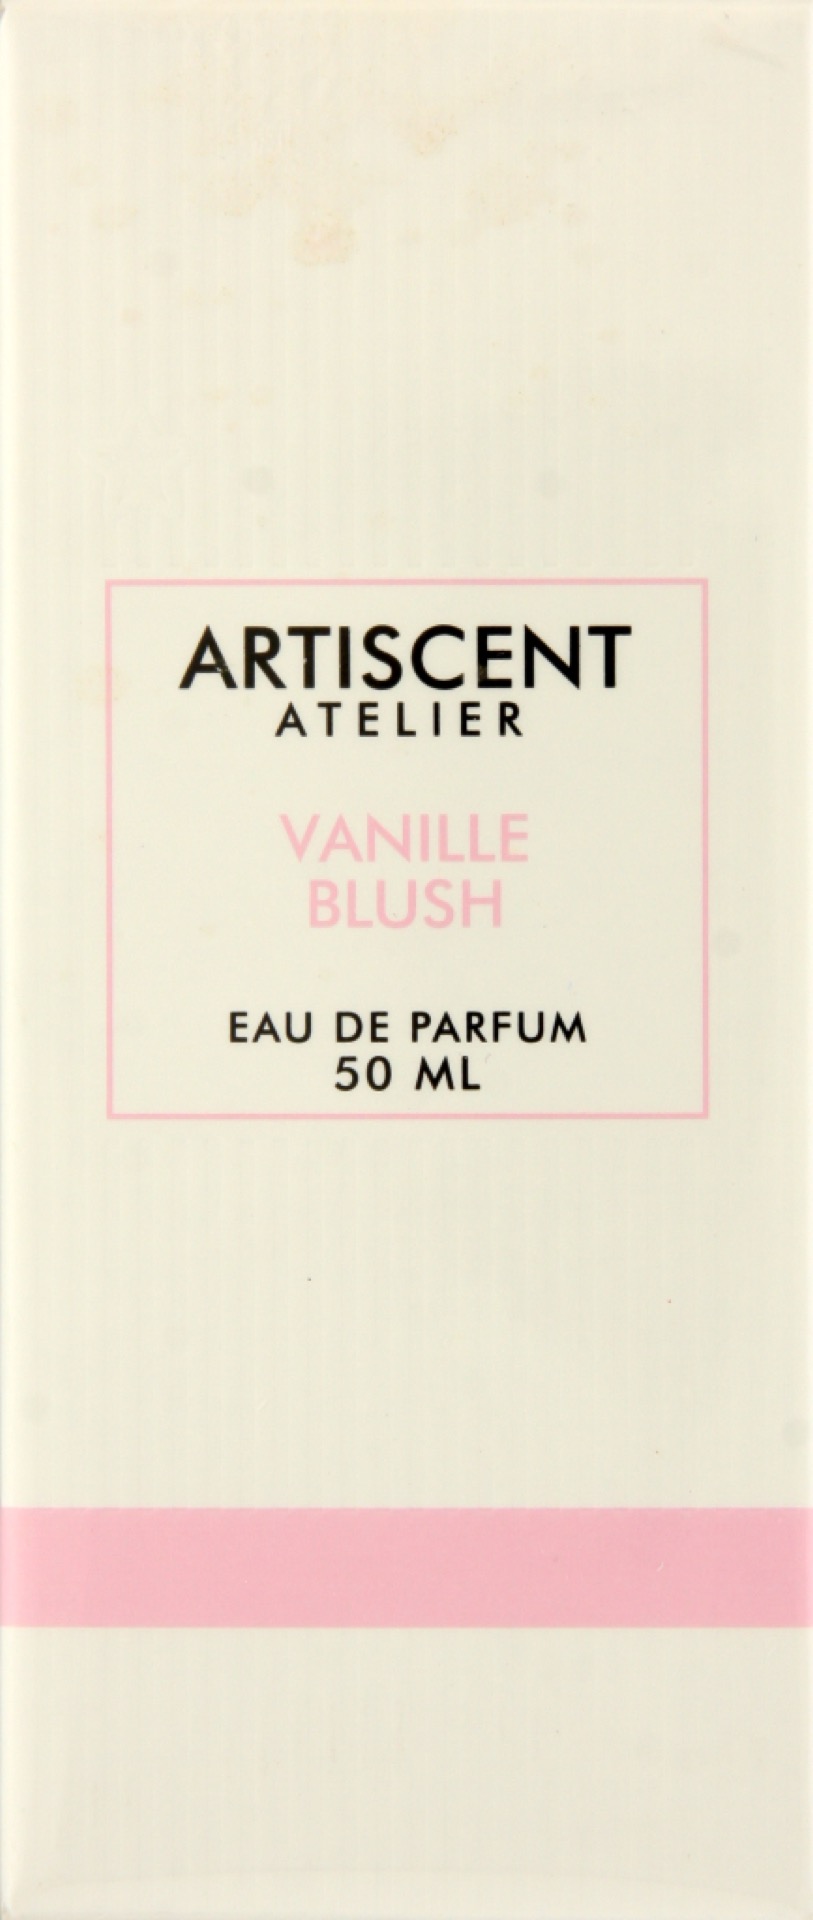 ARTISCENT
ATELIER
VANILLE
BLUSH
EAU DE PARFUM
50 ML